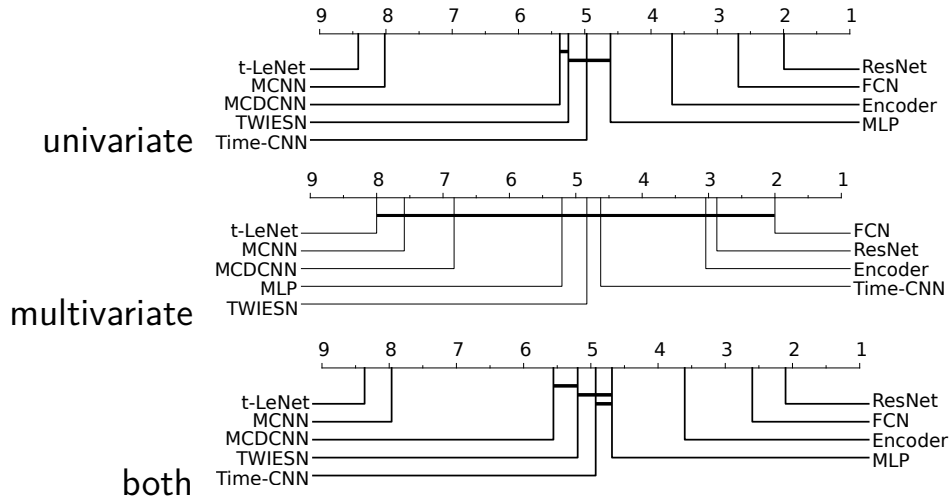 9 8 7 6 5 4 3 2 1
t-LeNet ResNet
MCNN FCN
MCDCNN Encoder
TWIESN MLP
Time-CNN
univariate
9 8 7 6 5 4 3 2 1
t-LeNet FCN
MCNN ResNet
MCDCNN Encoder
MLP Time-CNN
TWIESN
multivariate
9 8 7 6 5 4 3 2 1
t-LeNet ResNet
MCNN FCN
MCDCNN Encoder
TWIESN MLP
Time-CNN
both